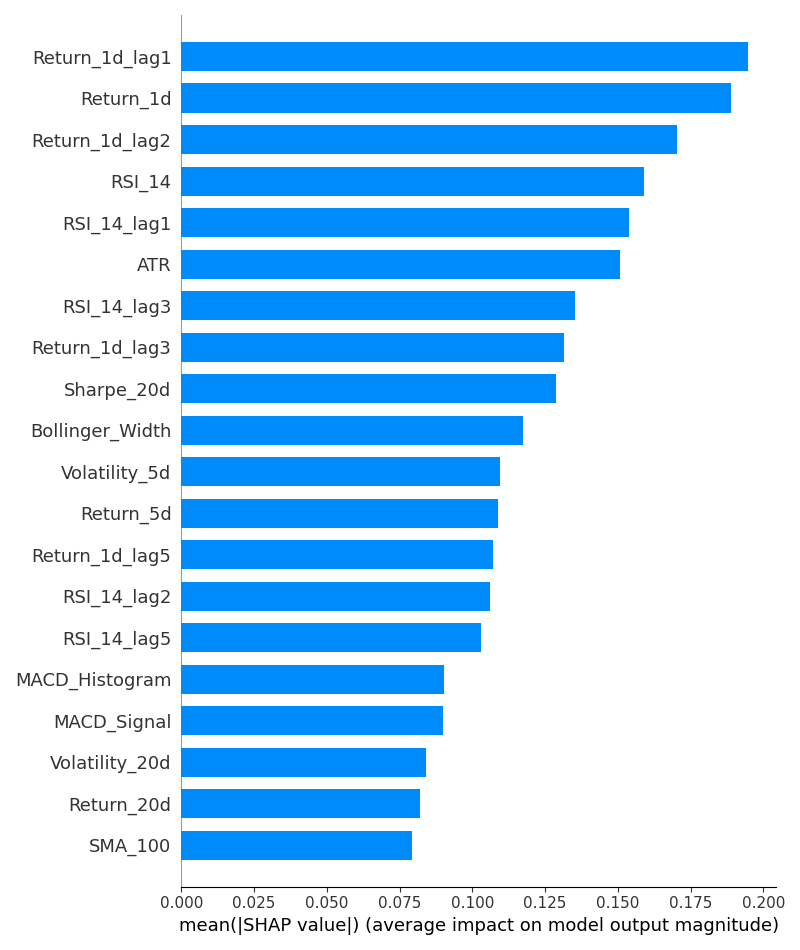 Return_1d_lag1
Return_1d
Return_1d_lag2
RSI_14
RSI_14_lag1
ATR
RSI_14_lag3
Return_1d_lag3
Sharpe_20d
Bollinger_Width
Volatility_5d
Return_5d
Return_1d_lag5
RSI_14_lag2
RSI_14_lag5
MACD_Histogram
MACD_Signal
Volatility_20d
Return_20d
SMA_100
0.000 0.025 0.050 0.075 0.100 0.125 0.150 0.175 0.200
mean(|SHAP value|) (average impact on model output magnitude)